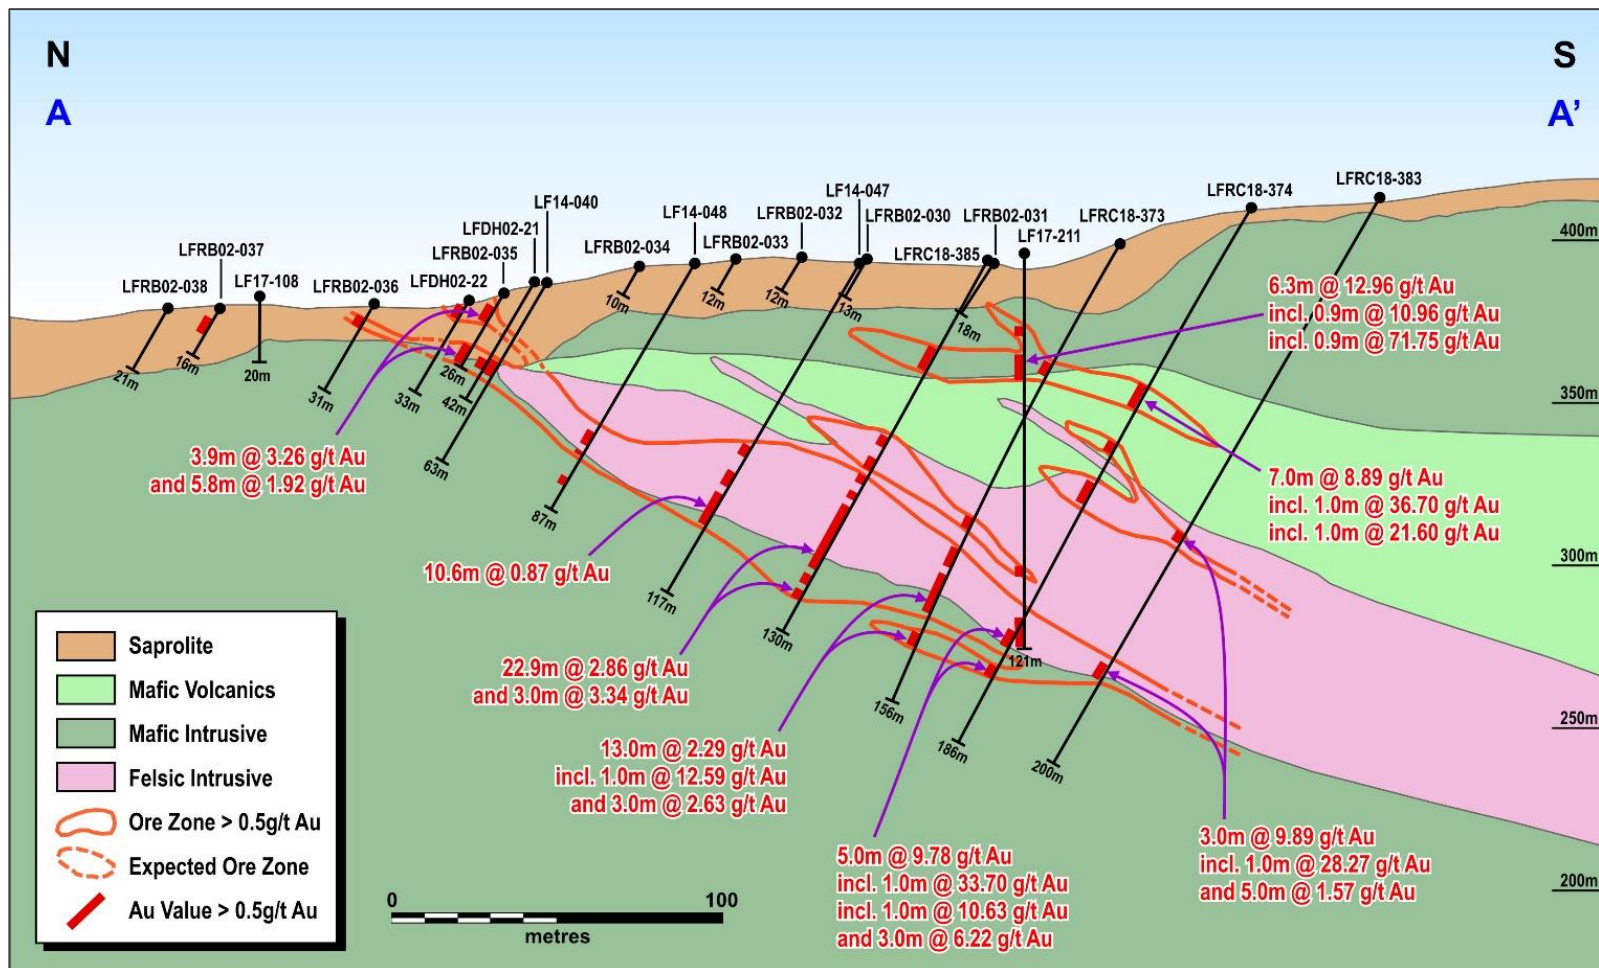 N
S
A
A’
LF14-047
LFRC18-374
LFRC18-383
LF14-040
LF14-048
LFRB02-032
LFRB02-030
LFRB02-031
LFRC18-373
LFDH02-21
LFRB02-037
LFRB02-035
LFRB02-034
LFRB02-033
LFRC18-385
LF17-211
LFRB02-038
LF17-108
LFRB02-036
LFDH02-22
400m
350m
300m
250m
200m
21m
16m
20m
31m
33m
26m
42m
63m
10m
87m
12m
12m
13m
117m
130m
18m
156m
121m
186m
200m
6.3m @ 12.96 g/t Au
incl. 0.9m @ 10.96 g/t Au
incl. 0.9m @ 71.75 g/t Au
3.9m @ 3.26 g/t Au
and 5.8m @ 1.92 g/t Au
7.0m @ 8.89 g/t Au
incl. 1.0m @ 36.70 g/t Au
incl. 1.0m @ 21.60 g/t Au
10.6m @ 0.87 g/t Au
22.9m @ 2.86 g/t Au
and 3.0m @ 3.34 g/t Au
13.0m @ 2.29 g/t Au
incl. 1.0m @ 12.59 g/t Au
and 3.0m @ 2.63 g/t Au
5.0m @ 9.78 g/t Au
incl. 1.0m @ 33.70 g/t Au
incl. 1.0m @ 10.63 g/t Au
and 3.0m @ 6.22 g/t Au
3.0m @ 9.89 g/t Au
incl. 1.0m @ 28.27 g/t Au
and 5.0m @ 1.57 g/t Au
Saprolite
Mafic Volcanics
Mafic Intrusive
Felsic Intrusive
Ore Zone > 0.5g/t Au
Expected Ore Zone
Au Value > 0.5g/t Au
0
100
metres